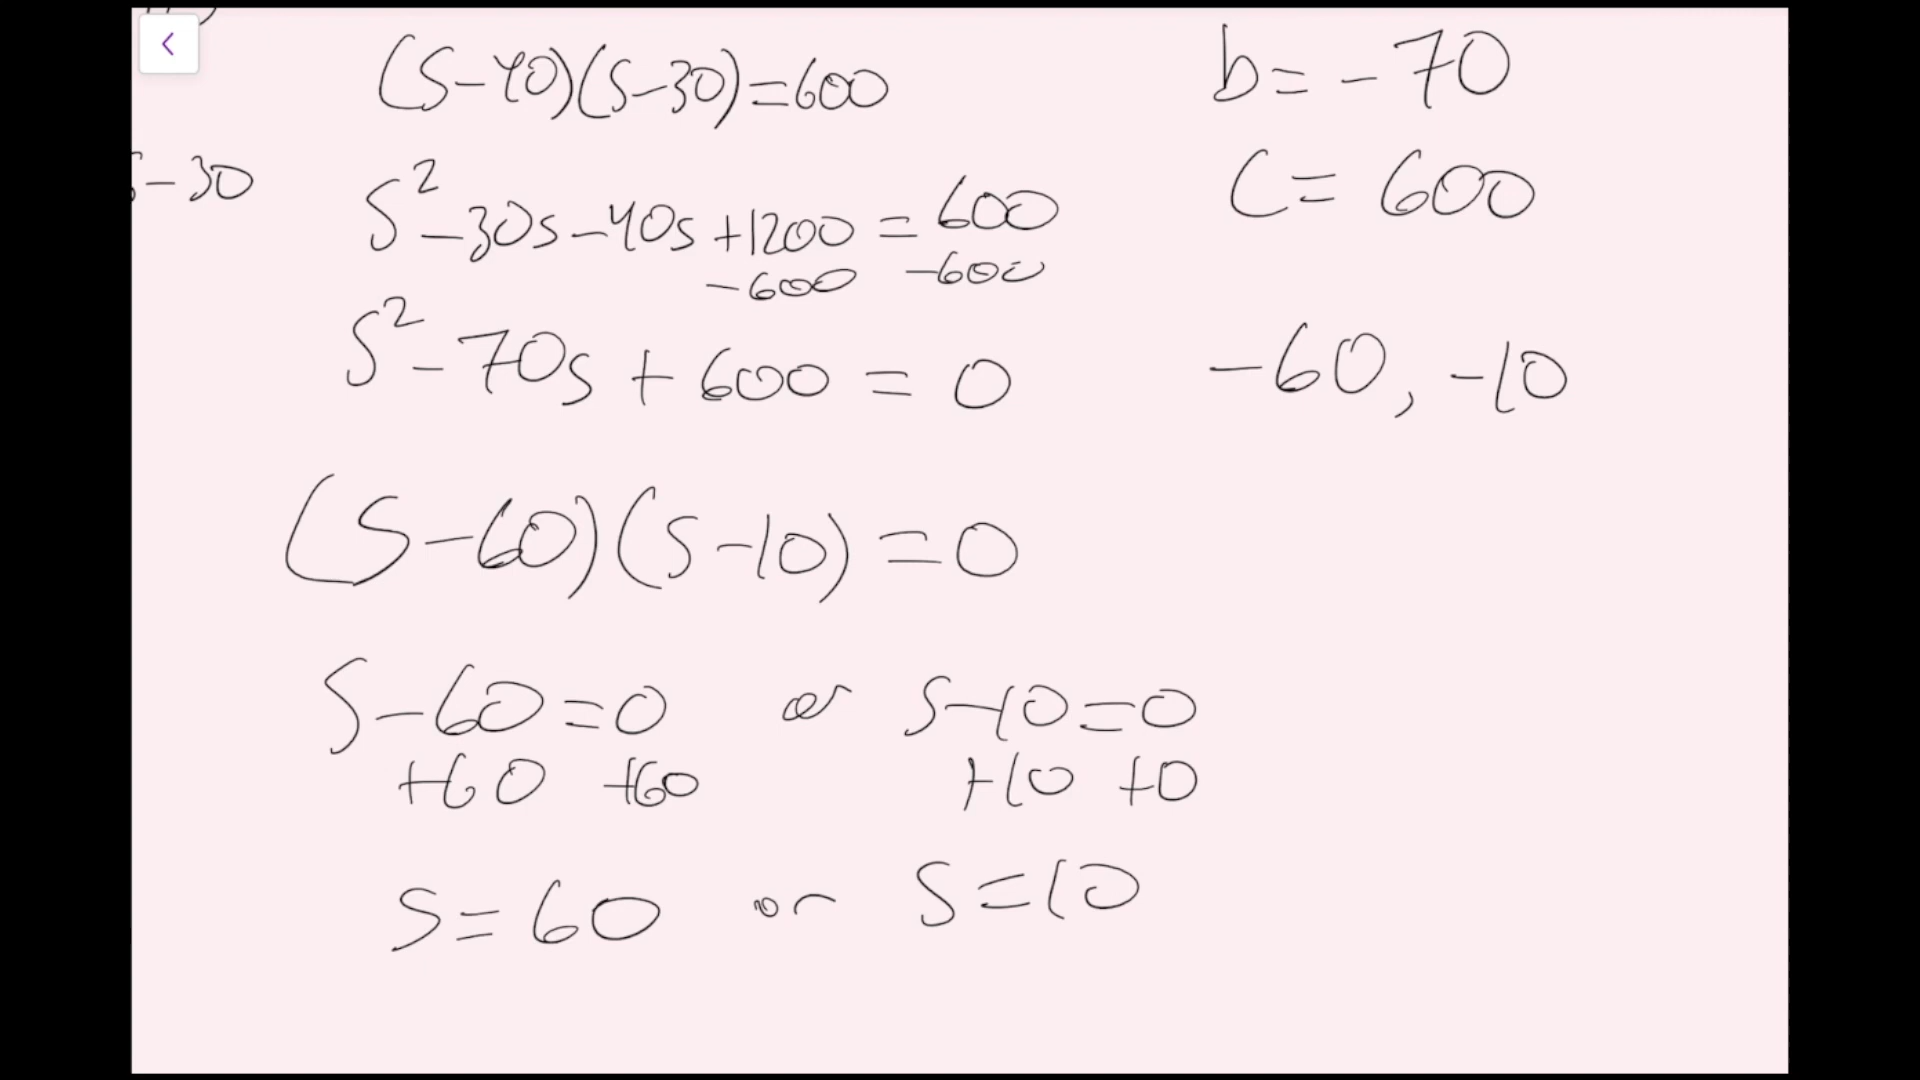 (S-40)(S-30)=600
b=-70
-30
S²-30s-40s+1200=600
C=600
-600 -600
S²-70s+600=0
-60, -10
(S-60)(S-10)=0
S-60=0 or S-10=0
+60 +60 +10 +0
S=60 or S=10